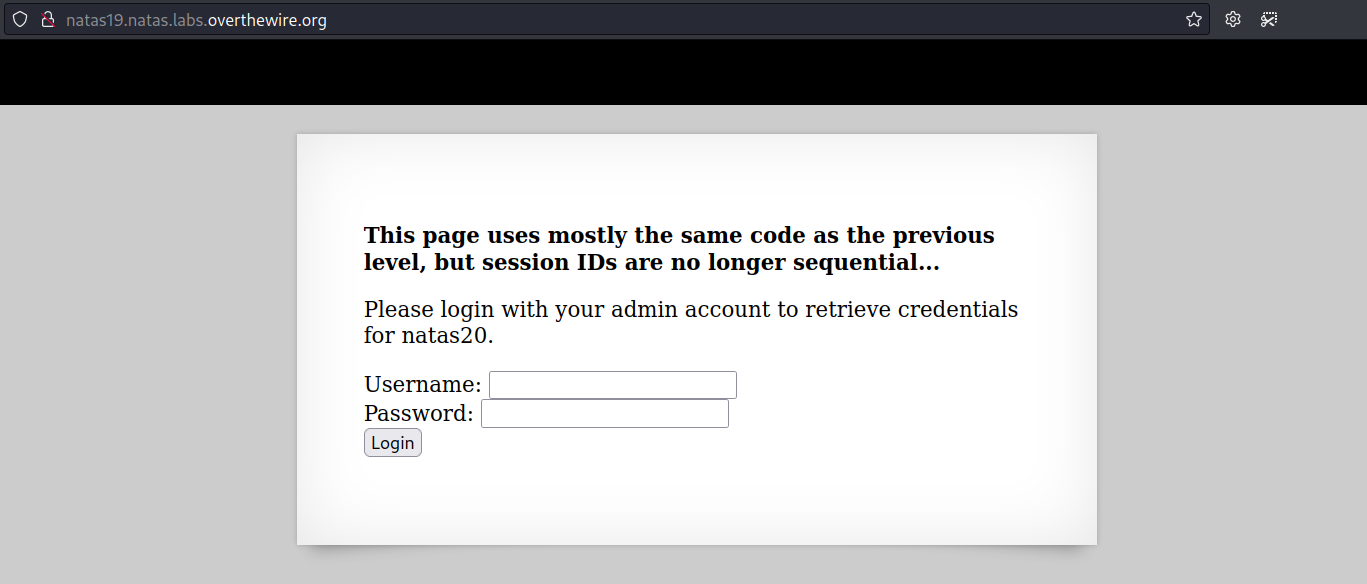 natas19.natas.labs.overthewire.org
This page uses mostly the same code as the previous
level, but session IDs are no longer sequential...
Please login with your admin account to retrieve credentials
for natas20.
Username:
Password:
Login